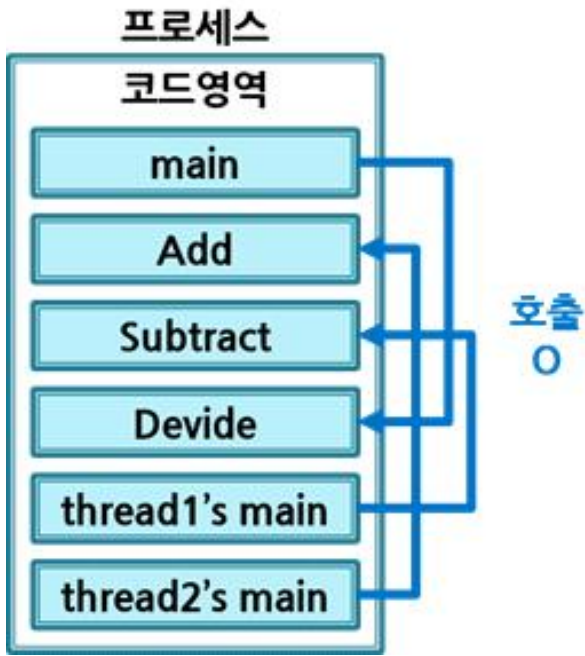 프로세스
코드영역
main
Add
Subtract
Devide
thread1's main
thread2's main
호출
O